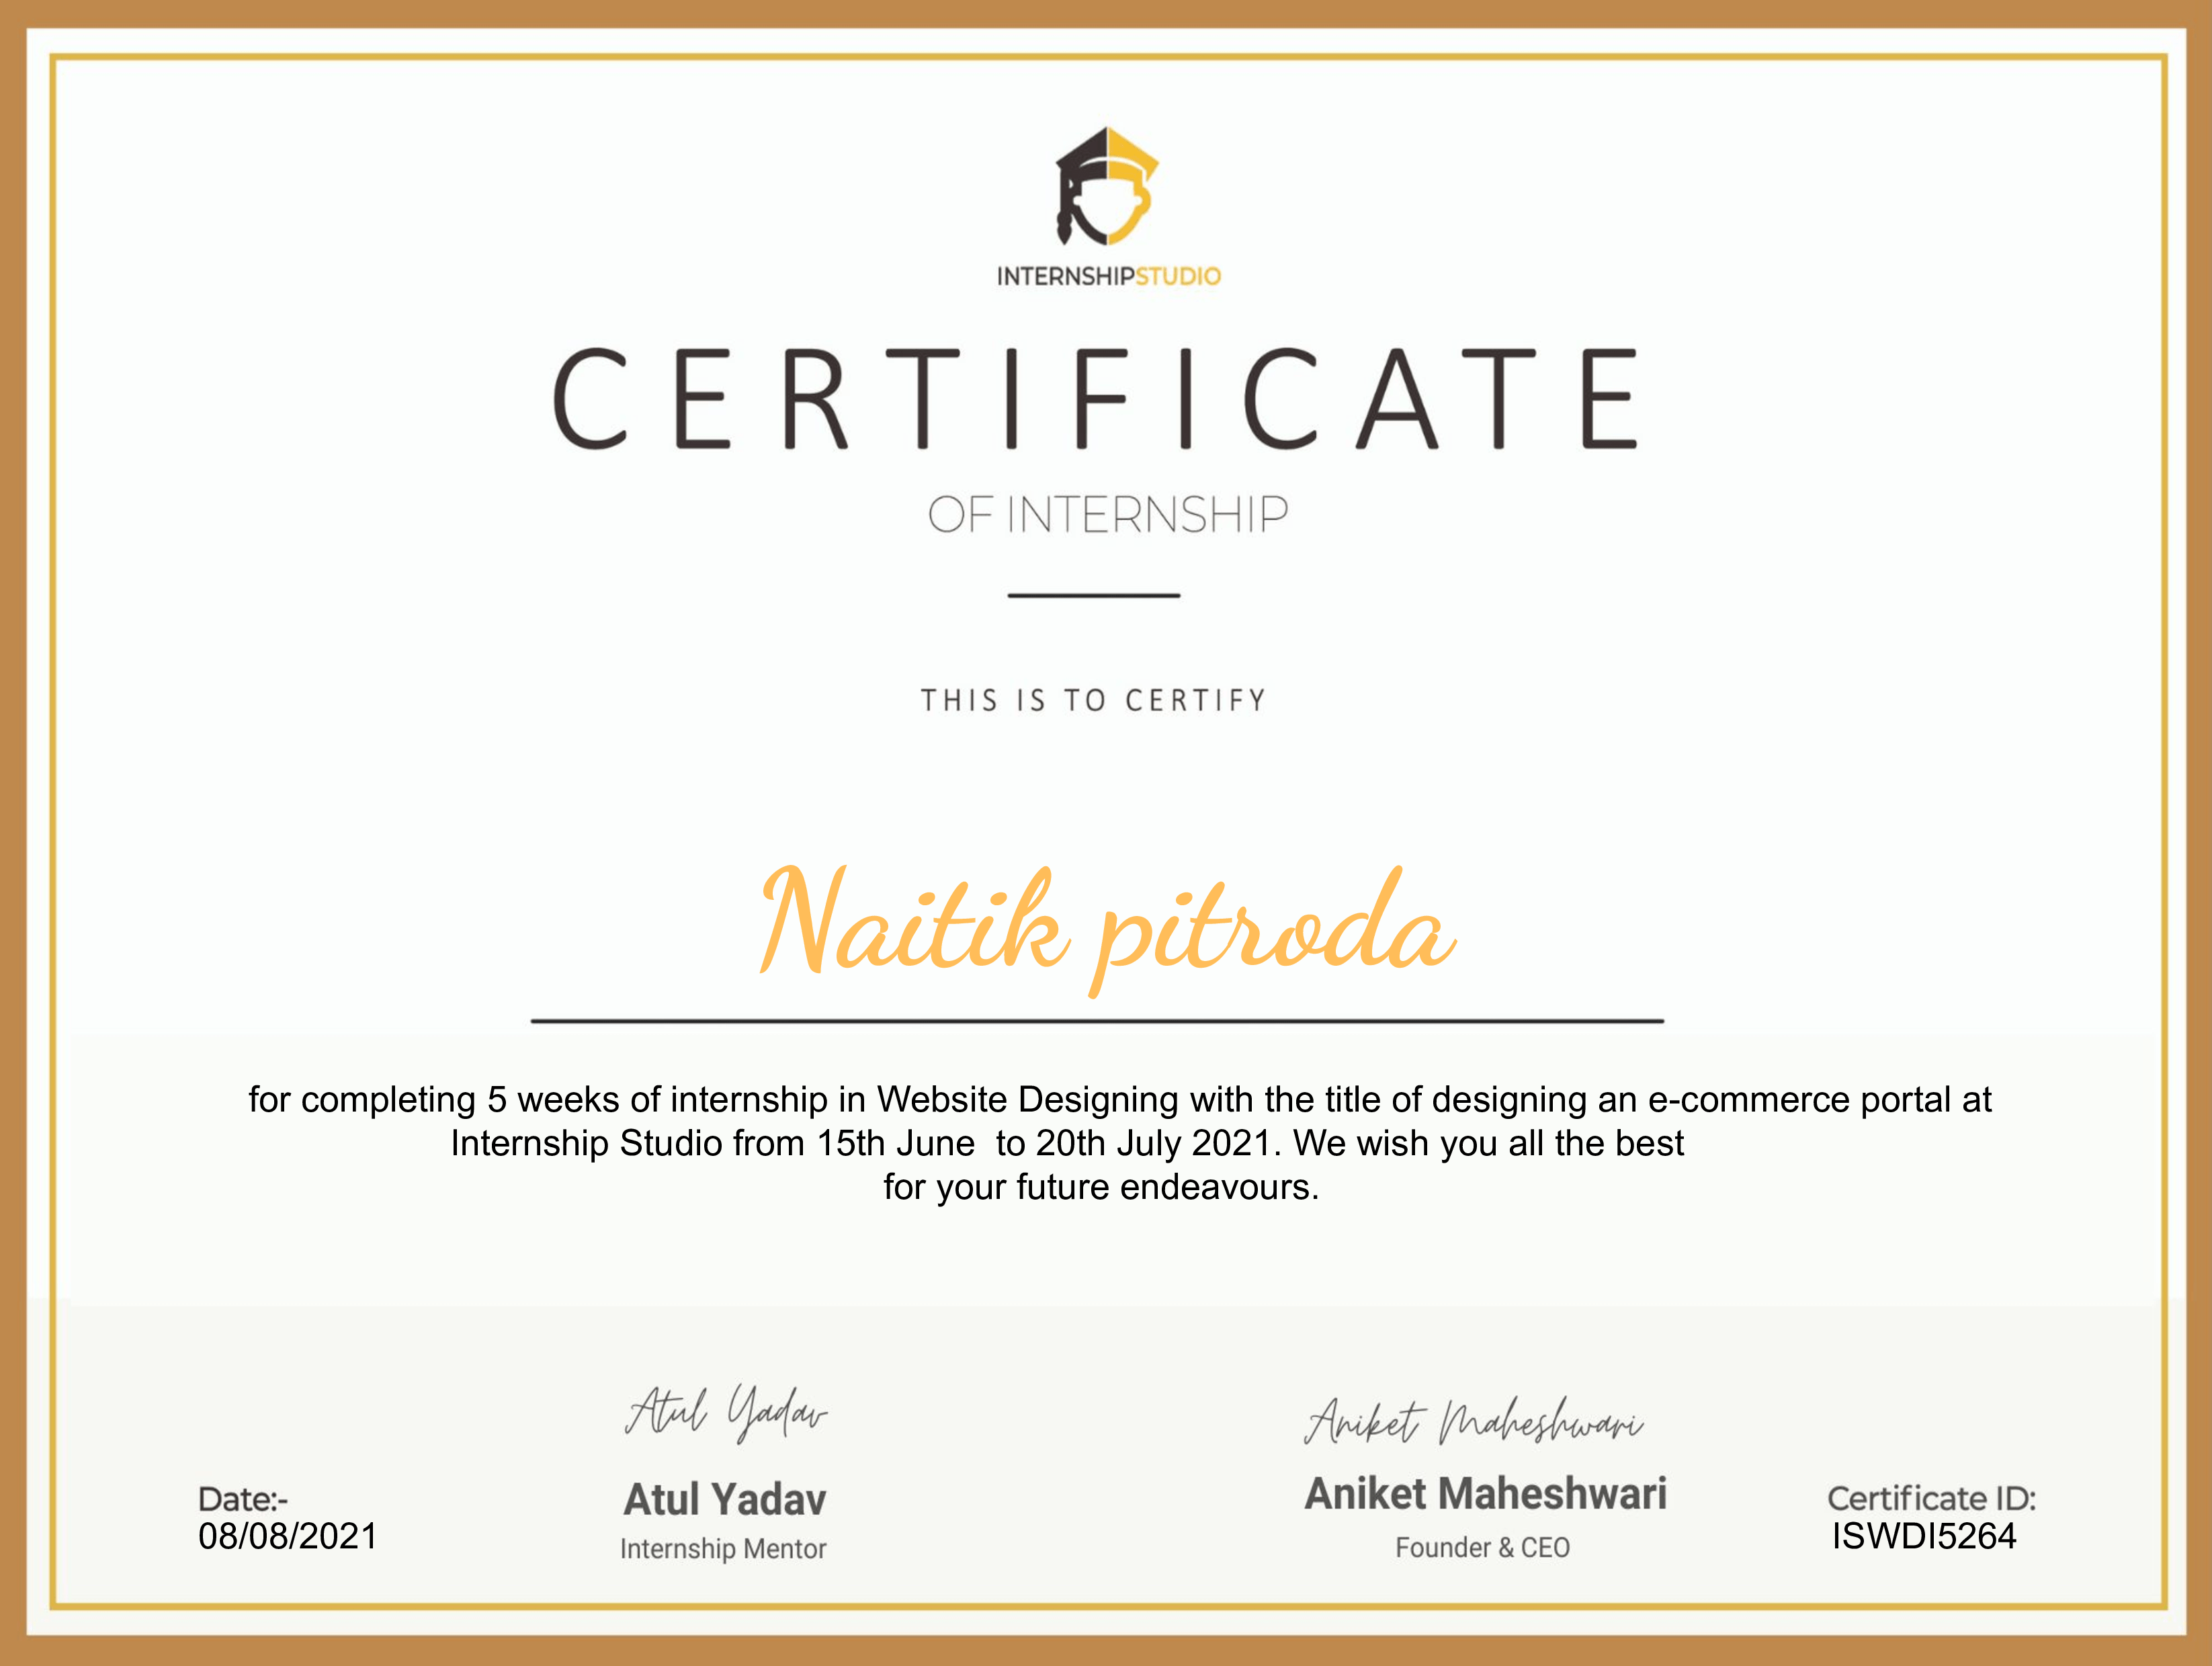 INTERNSHIPSTUDIO
CERTIFICATE
OF INTERNSHIP
THIS IS TO CERTIFY
Naitik pitroda
for completing 5 weeks of internship in Website Designing with the title of designing an e-commerce portal at
Internship Studio from 15th June  to 20th July 2021. We wish you all the best
for your future endeavours.
Atul Yadav
Atul Yadav
Internship Mentor
Aniket Maheshwari
Aniket Maheshwari
Founder & CEO
Date:-
08/08/2021
Certificate ID:
ISWDI5264